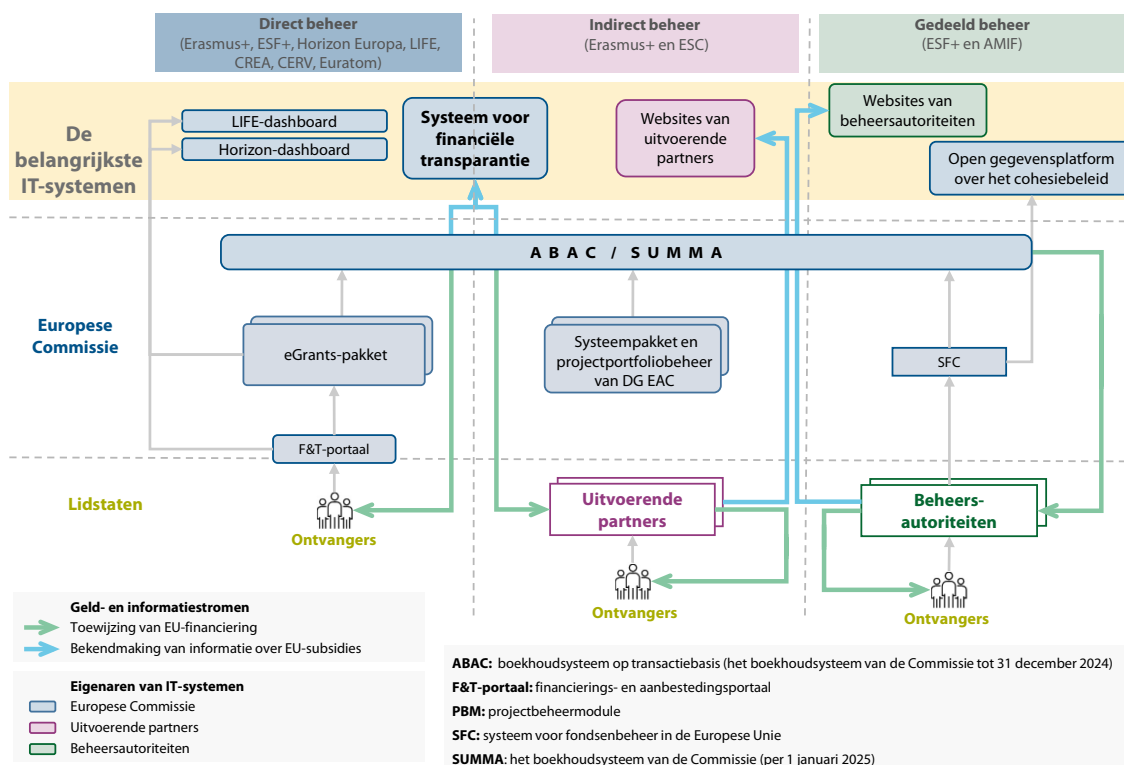 Direct beheer
(Erasmus+, ESF+, Horizon Europa, LIFE,
CREA, CERV, Euratom)
Indirect beheer
(Erasmus+ en ESC)
Gedeeld beheer
(ESF+ en AMIF)
De
belangrijkste
IT-systemen
LIFE-dashboard
Horizon-dashboard
Systeem voor
financiële
transparantie
Websites van
uitvoerende
partners
Websites van
beheersautoriteiten
Open gegevensplatform
over het cohesiebeleid
ABAC / SUMMA
Europese
Commissie
eGrants-pakket
Systeempakket en
projectportfoliobeheer
van DG EAC
SFC
F&T-portaal
Lidstaten
Ontvangers
Uitvoerende
partners
Ontvangers
Beheers-
autoriteiten
Ontvangers
Geld- en informatiestromen
Toewijzing van EU-financiering
Bekendmaking van informatie over EU-subsidies
Eigenaren van IT-systemen
Europese Commissie
Uitvoerende partners
Beheersautoriteiten
ABAC: boekhoudsysteem op transactiebasis (het boekhoudsysteem van de Commissie tot 31 december 2024)
F&T-portaal: financierings- en aanbestedingsportaal
PBM: projectbeheermodule
SFC: systeem voor fondsenbeheer in de Europese Unie
SUMMA: het boekhoudsysteem van de Commissie (per 1 januari 2025)